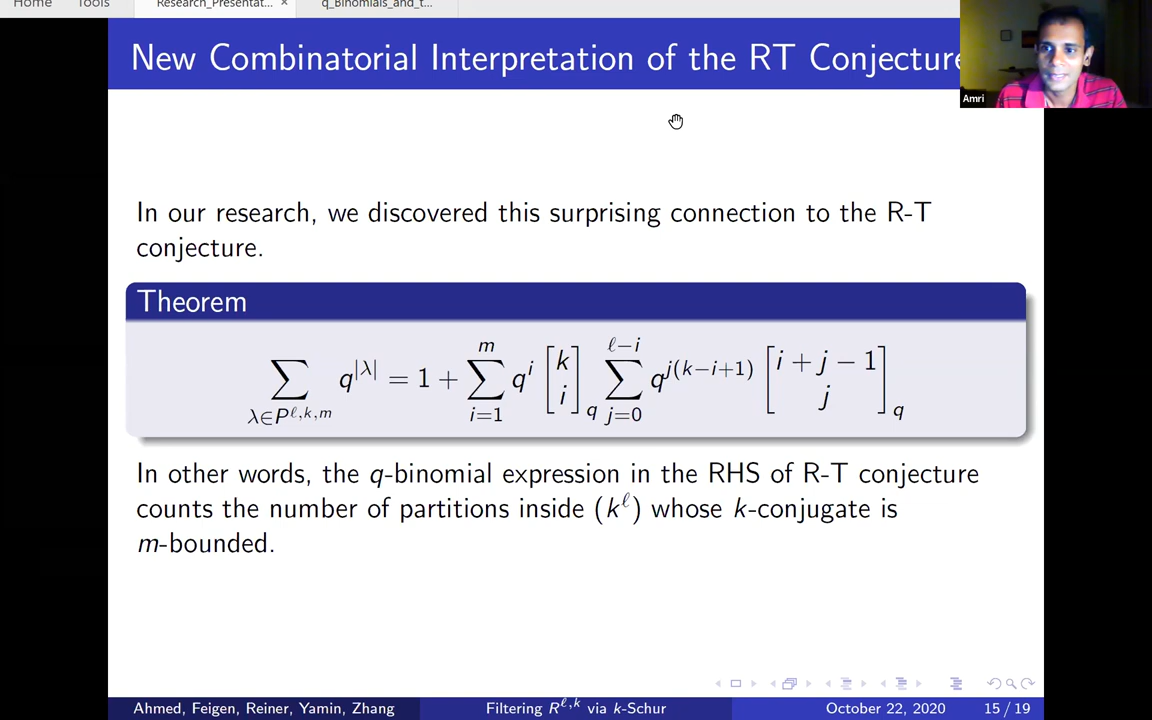 Home Tools Research_Presentat... × q_Binomials_and_t...
New Combinatorial Interpretation of the RT Conjecture
Amri
In our research, we discovered this surprising connection to the R-T
conjecture.
Theorem
∑_{λ∈P^{ℓ,k,m}} q^{|λ|} = 1 + ∑_{i=1}^{m} q^i [k i]_q ∑_{j=0}^{ℓ−i} q^{j(k−i+1)} [i + j − 1 j]_q
In other words, the q-binomial expression in the RHS of R-T conjecture
counts the number of partitions inside (k^ℓ) whose k-conjugate is
m-bounded.
Ahmed, Feigen, Reiner, Yamin, Zhang Filtering R^{ℓ,k} via k-Schur October 22, 2020 15 / 19